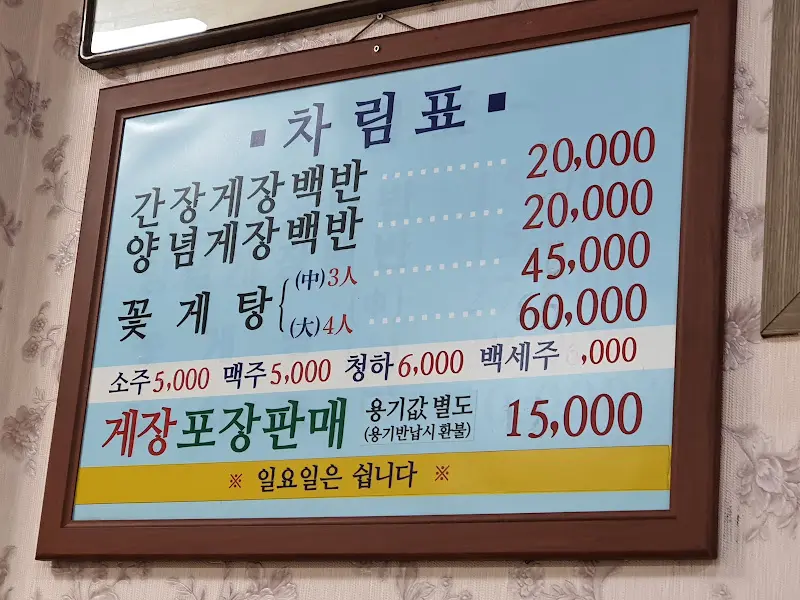 ▪ 차림표 ▪
간장게장백반 ········ 20,000
양념게장백반 ········ 20,000
꽃게탕 (中)3人 ········ 45,000
(大)4人 ········ 60,000
소주 5,000 맥주 5,000 청하 6,000 백세주 ,000
게장포장판매 용기값 별도 15,000
(용기반납시 환불)
※ 일요일은 쉽니다 ※